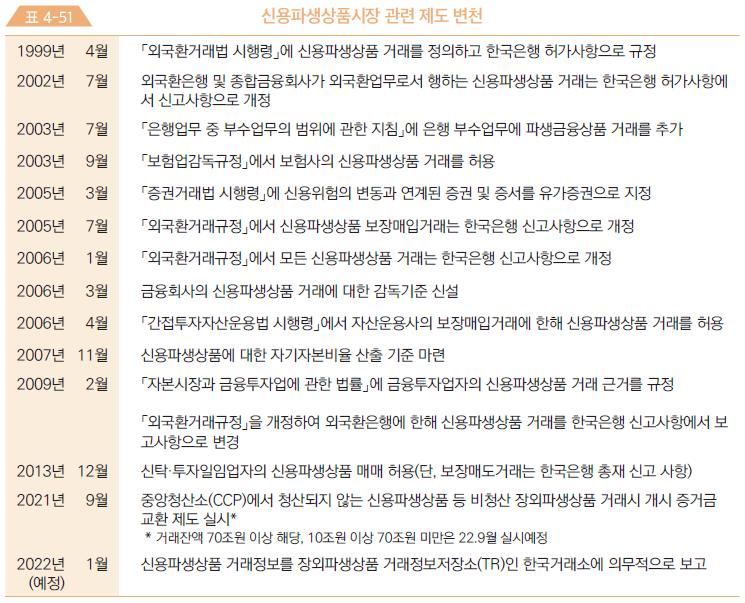 표 4-51 신용파생상품시장 관련 제도 변천
1999년 4월 「외국환거래법 시행령」에 신용파생상품 거래를 정의하고 한국은행 허가사항으로 규정
2002년 7월 외국환은행 및 종합금융회사가 외국환업무로서 행하는 신용파생상품 거래는 한국은행 허가사항에
서 신고사항으로 개정
2003년 7월 「은행업무 중 부수업무의 범위에 관한 지침」에 은행 부수업무에 파생금융상품 거래를 추가
2003년 9월 「보험업감독규정」에서 보험사의 신용파생상품 거래를 허용
2005년 3월 「증권거래법 시행령」에 신용위험의 변동과 연계된 증권 및 증서를 유가증권으로 지정
2005년 7월 「외국환거래규정」에서 신용파생상품 보장매입거래는 한국은행 신고사항으로 개정
2006년 1월 「외국환거래규정」에서 모든 신용파생상품 거래는 한국은행 신고사항으로 개정
2006년 3월 금융회사의 신용파생상품 거래에 대한 감독기준 신설
2006년 4월 「간접투자자산운용법 시행령」에서 자산운용사의 보장매입거래에 한해 신용파생상품 거래를 허용
2007년 11월 신용파생상품에 대한 자기자본비율 산출 기준 마련
2009년 2월 「자본시장과 금융투자업에 관한 법률」에 금융투자업자의 신용파생상품 거래 근거를 규정
「외국환거래규정」을 개정하여 외국환은행에 한해 신용파생상품 거래를 한국은행 신고사항에서 보
고사항으로 변경
2013년 12월 신탁·투자일임업자의 신용파생상품 매매 허용(단, 보장매도거래는 한국은행 총재 신고 사항)
2021년 9월 중앙청산소(CCP)에서 청산되지 않는 신용파생상품 등 비청산 장외파생상품 거래시 개시 증거금
교환 제도 실시*
* 거래잔액 70조원 이상 해당, 10조원 이상 70조원 미만은 22.9월 실시예정
2022년 1월 신용파생상품 거래정보를 장외파생상품 거래정보저장소(TR)인 한국거래소에 의무적으로 보고
(예정)